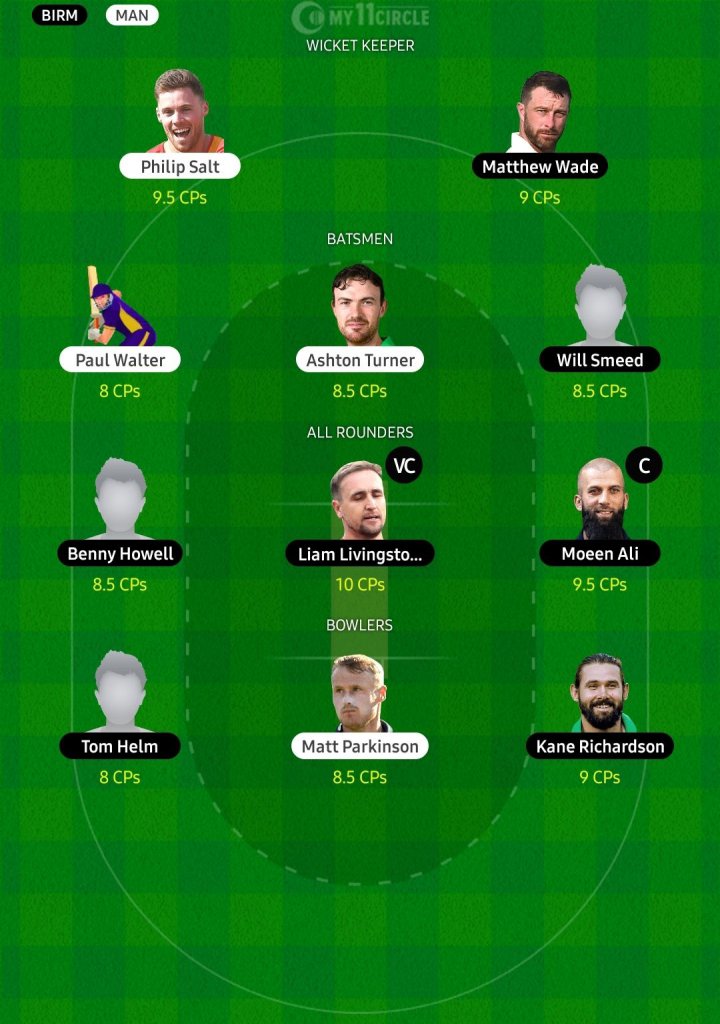 BIRM MAN MY11CIRCLE
WICKET KEEPER
Philip Salt Matthew Wade
9.5 CPs 9 CPs
BATSMEN
Paul Walter Ashton Turner Will Smeed
8 CPs 8.5 CPs 8.5 CPs
ALL ROUNDERS
VC C
Benny Howell Liam Livingsto... Moeen Ali
8.5 CPs 10 CPs 9.5 CPs
BOWLERS
Tom Helm Matt Parkinson Kane Richardson
8 CPs 8.5 CPs 9 CPs